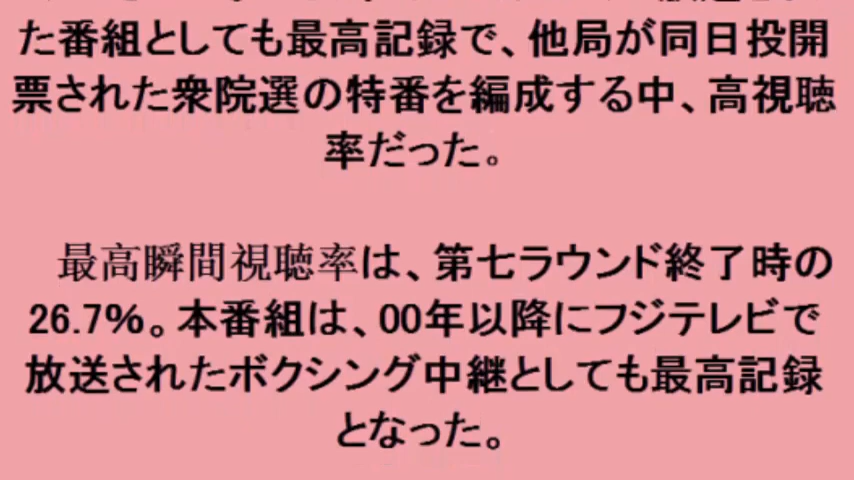 た番組としても最高記録で、他局が同日投開
票された衆院選の特番を編成する中、高視聴
率だった。
最高瞬間視聴率は、第七ラウンド終了時の
26.7%。本番組は、00年以降にフジテレビで
放送されたボクシング中継としても最高記録
となった。